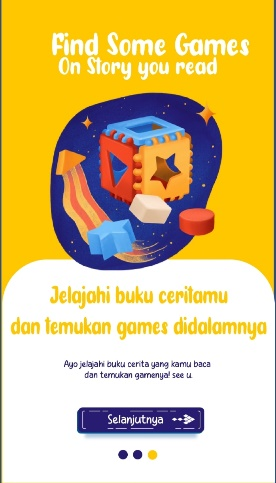 Find Some Games
On Story you read
Jelajahi buku ceritamu
dan temukan games didalamnya
Ayo jelajahi buku cerita yang kamu baca
dan temukan gamenya! see u.
Selanjutnya